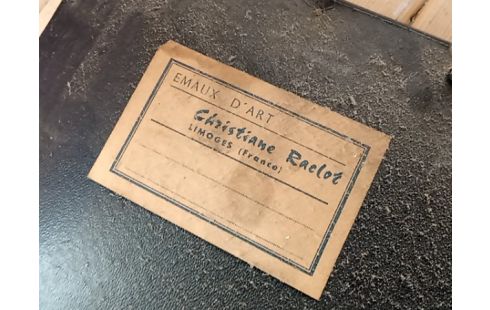 EMAUX D'ART
Christiane Raclot
LIMOGES (France)